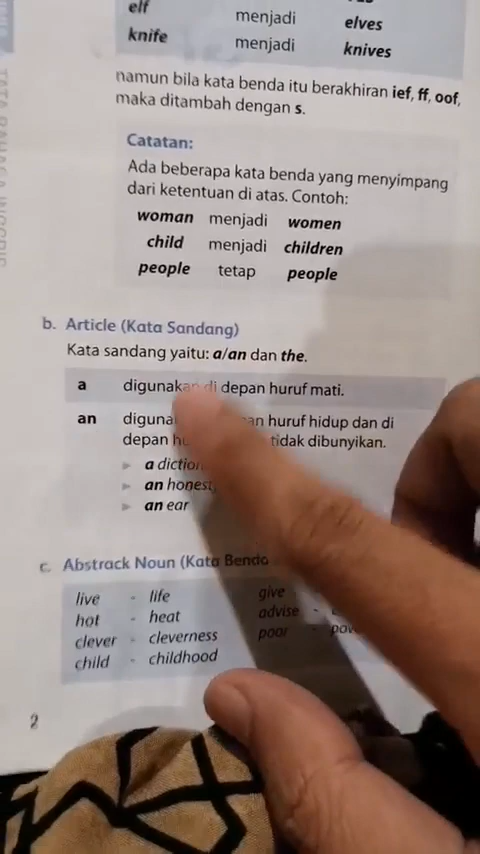 elf menjadi elves
knife menjadi knives
namun bila kata benda itu berakhiran ief, ff, oof,
maka ditambah dengan s.
Catatan:
Ada beberapa kata benda yang menyimpang
dari ketentuan di atas. Contoh:
woman menjadi women
child menjadi children
people tetap people
b. Article (Kata Sandang)
Kata sandang yaitu: a/an dan the.
a digunakan di depan huruf mati.
an huruf hidup dan di
depan tidak dibunyikan.
a
an honest
an ear
c. Abstrack Noun (Kata Benda
live - life give
hot - heat advise -
clever - cleverness poor -
child - childhood
2